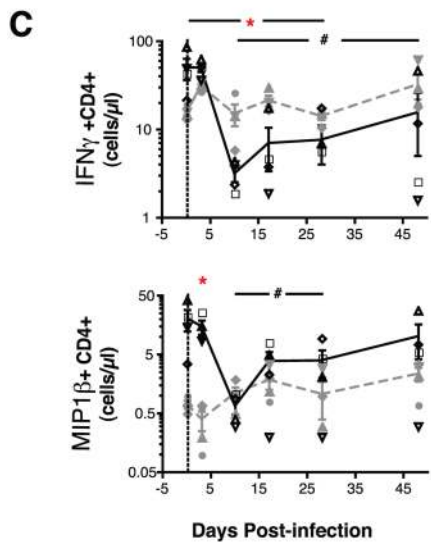 C
*
#
100
10
1
IFNγ +CD4+
(cells/μl)
-5 5 15 25 35 45
*
#
50
5
0.5
0.05
MIP1β+ CD4+
(cells/μl)
-5 5 15 25 35 45
Days Post-infection